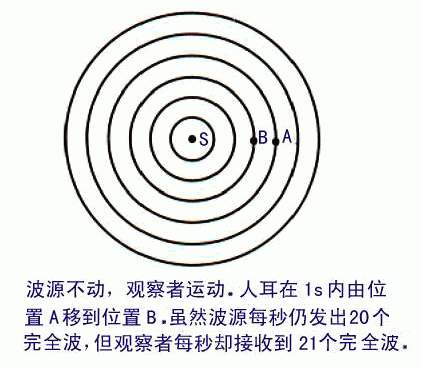 S B A
波源不动，观察者运动.人耳在1s内由位
置A移到位置B.虽然波源每秒仍发出20个
完全波，但观察者每秒却接收到21个完全波.